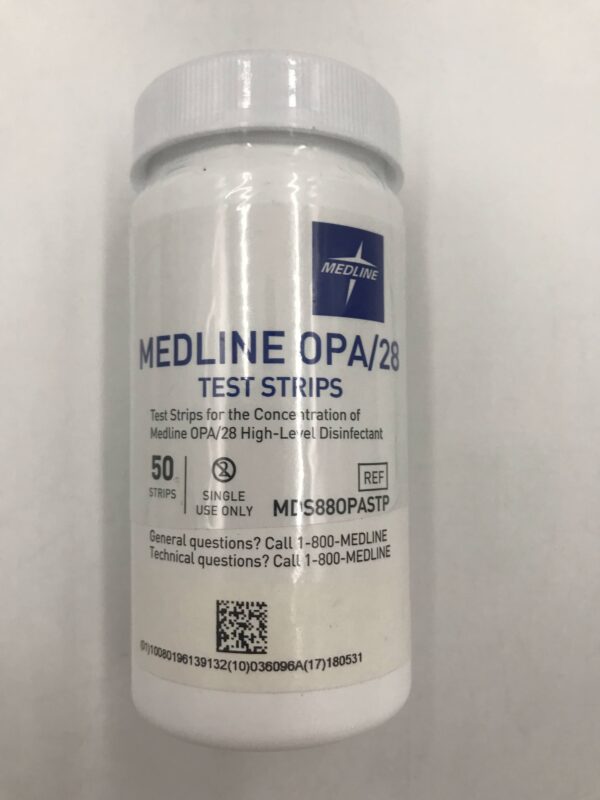 MEDLINE
MEDLINE OPA/28
TEST STRIPS
Test Strips for the Concentration of
Medline OPA/28 High-Level Disinfectant
50
STRIPS
2
SINGLE
USE ONLY
REF
MDS88OPASTP
General questions? Call 1-800-MEDLINE
Technical questions? Call 1-800-MEDLINE
(01)10080196139132(10)036096A(17)180531